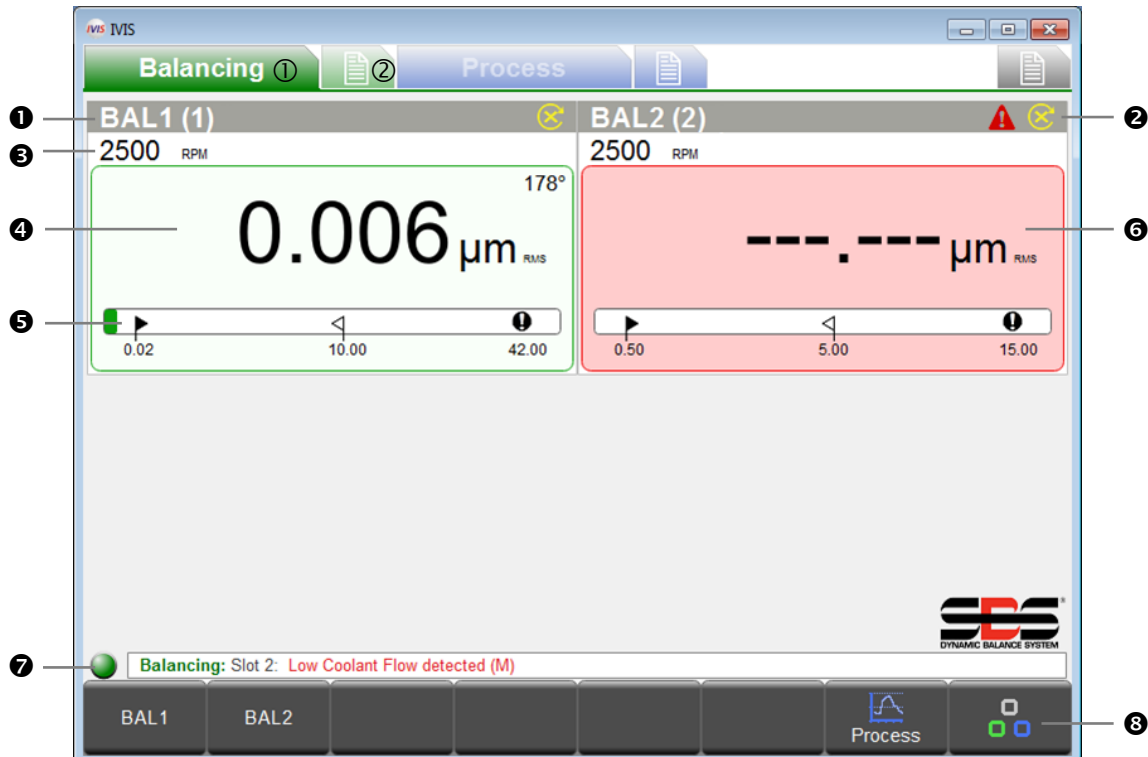 IVIS IVIS
Balancing ① ② Process
❶ BAL1 (1) BAL2 (2) ❷
❸ 2500 RPM 2500 RPM
178°
❹ 0.006 µm RMS ---.--- µm RMS ❻
❺
0.02 10.00 42.00 0.50 5.00 15.00
SBS®
DYNAMIC BALANCE SYSTEM
❼ Balancing: Slot 2: Low Coolant Flow detected (M)
BAL1 BAL2 Process ❽